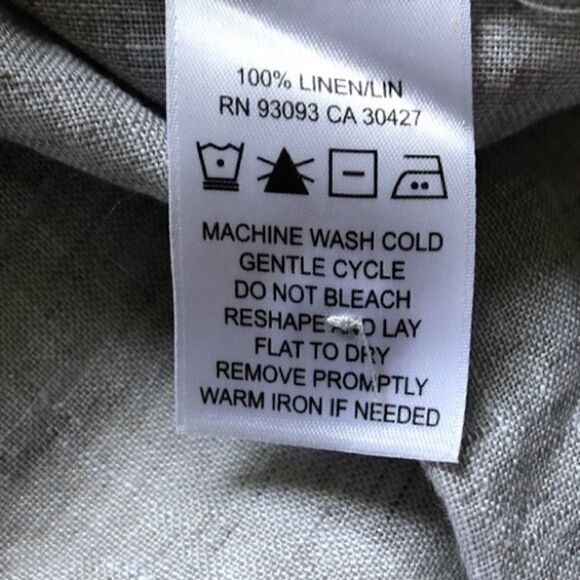 100% LINEN/LIN
RN 93093 CA 30427
MACHINE WASH COLD
GENTLE CYCLE
DO NOT BLEACH
RESHAPE AND LAY
FLAT TO DRY
REMOVE PROMPTLY
WARM IRON IF NEEDED